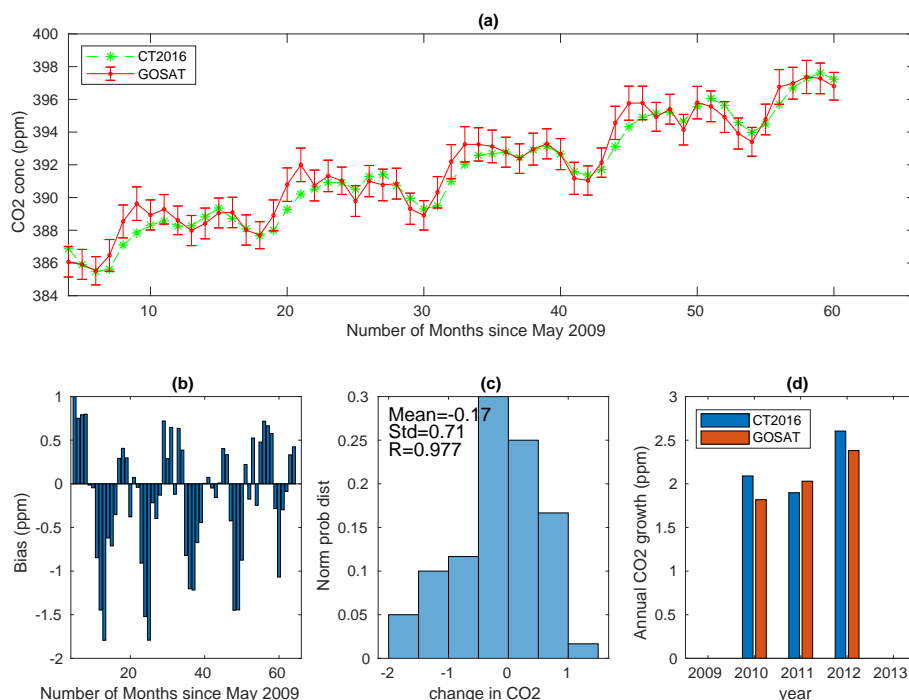 (a)
400
398
396
394
392
390
388
386
384
CO2 conc (ppm)
CT2016
GOSAT
10 20 30 40 50 60
Number of Months since May 2009
(b)
1
0.5
0
-0.5
-1
-1.5
-2
Bias (ppm)
20 40 60
Number of Months since May 2009
(c)
0.3
0.25
0.2
0.15
0.1
0.05
0
Norm prob dist
Mean=-0.17
Std=0.71
R=0.977
-2 -1 0 1
change in CO2
(d)
3
2.5
2
1.5
1
0.5
0
Annual CO2 growth (ppm)
CT2016
GOSAT
2009 2010 2011 2012 2013
year